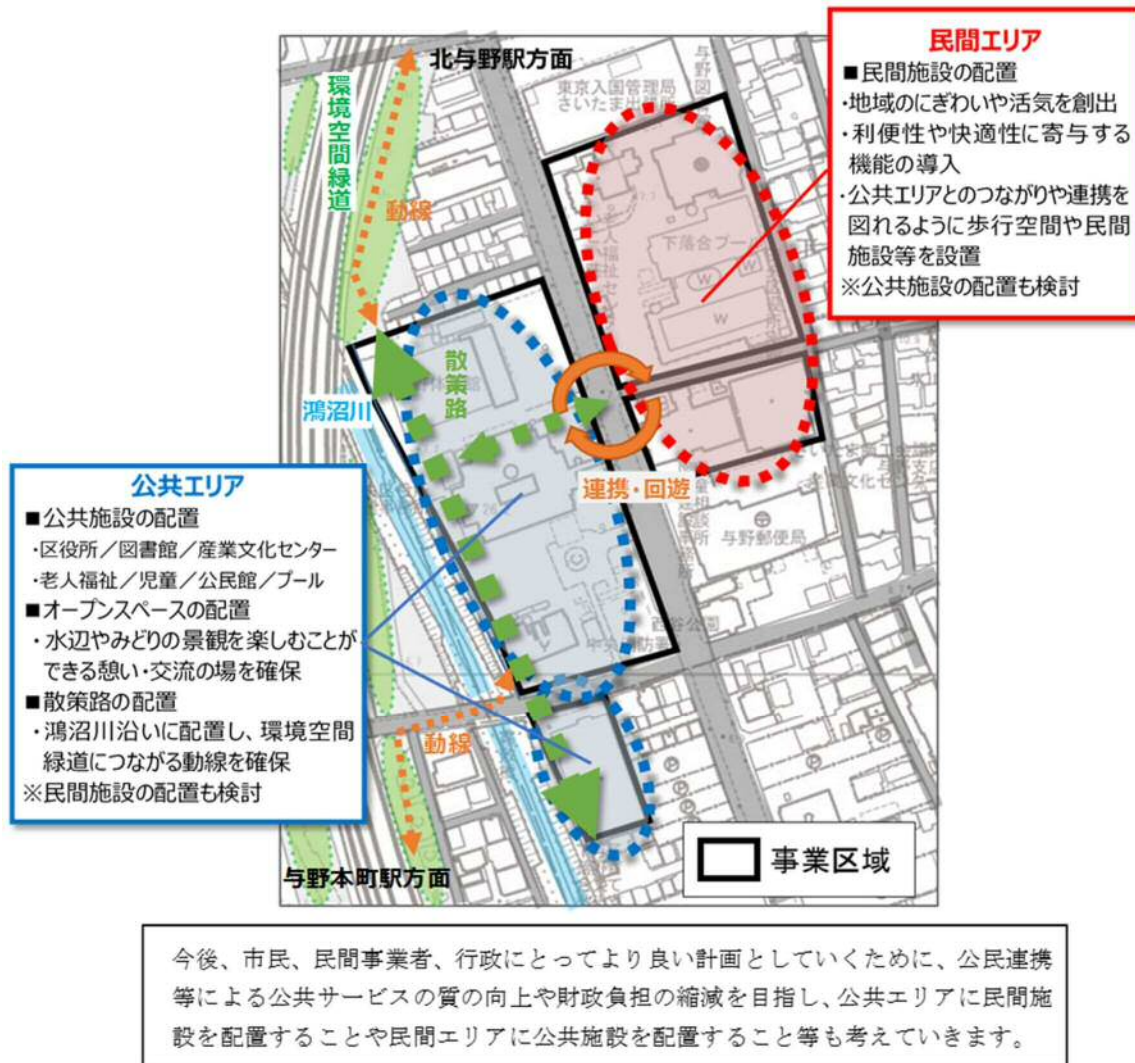 北与野駅方面
環境空間緑道
動線
東京入国管理局
さいたま出張所
民間エリア
■民間施設の配置
・地域のにぎわいや活気を創出
・利便性や快適性に寄与する
機能の導入
・公共エリアとのつながりや連携を
図れるように歩行空間や民間
施設等を設置
※公共施設の配置も検討
下落合プール
W
W
W
散策路
鴻沼川
連携・回遊
与野郵便局
公共エリア
■公共施設の配置
・区役所／図書館／産業文化センター
・老人福祉／児童／公民館／プール
■オープンスペースの配置
・水辺やみどりの景観を楽しむことが
できる憩い・交流の場を確保
■散策路の配置
・鴻沼川沿いに配置し、環境空間
緑道につながる動線を確保
※民間施設の配置も検討
動線
与野本町駅方面
事業区域
今後、市民、民間事業者、行政にとってより良い計画としていくために、公民連携
等による公共サービスの質の向上や財政負担の縮減を目指し、公共エリアに民間施
設を配置することや民間エリアに公共施設を配置すること等も考えていきます。